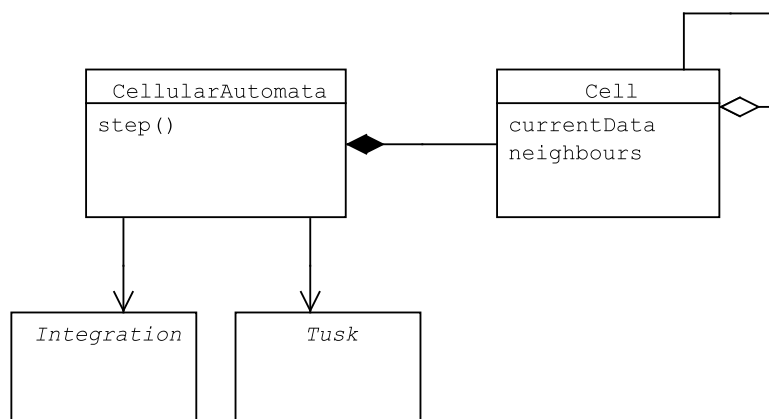 CellularAutomata
step()
Cell
currentData
neighbours
Integration
Tusk